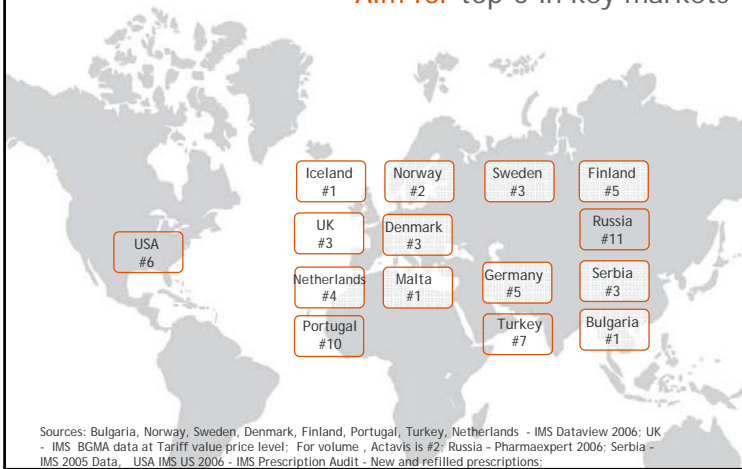 Aim for top 5 in key markets
Iceland
#1
Norway
#2
Sweden
#3
Finland
#5
UK
#3
Denmark
#3
Russia
#11
USA
#6
Netherlands
#4
Malta
#1
Germany
#5
Serbia
#3
Portugal
#10
Turkey
#7
Bulgaria
#1
Sources: Bulgaria, Norway, Sweden, Denmark, Finland, Portugal, Turkey, Netherlands - IMS Dataview 2006; UK
- IMS BGMA data at Tariff value price level; For volume , Actavis is #2; Russia – Pharmaexpert 2006; Serbia –
IMS 2005 Data, USA IMS US 2006 - IMS Prescription Audit - New and refilled prescriptions;